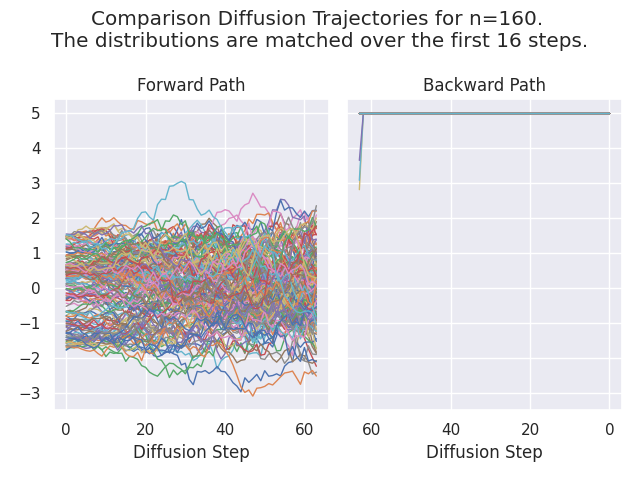 Comparison Diffusion Trajectories for n=160.
The distributions are matched over the first 16 steps.
Forward Path
Backward Path
5
4
3
2
1
0
−1
−2
−3
0 20 40 60
60 40 20 0
Diffusion Step
Diffusion Step